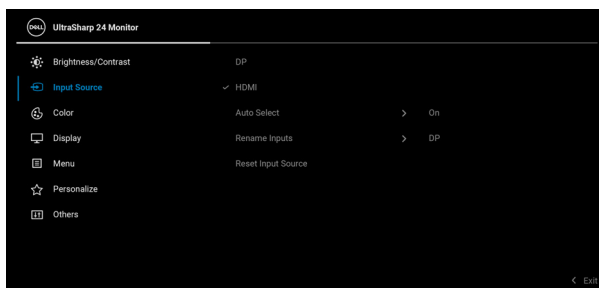 DELL UltraSharp 24 Monitor
Brightness/Contrast DP
Input Source HDMI
Color Auto Select On
Display Rename Inputs DP
Menu Reset Input Source
Personalize
Others
Exit